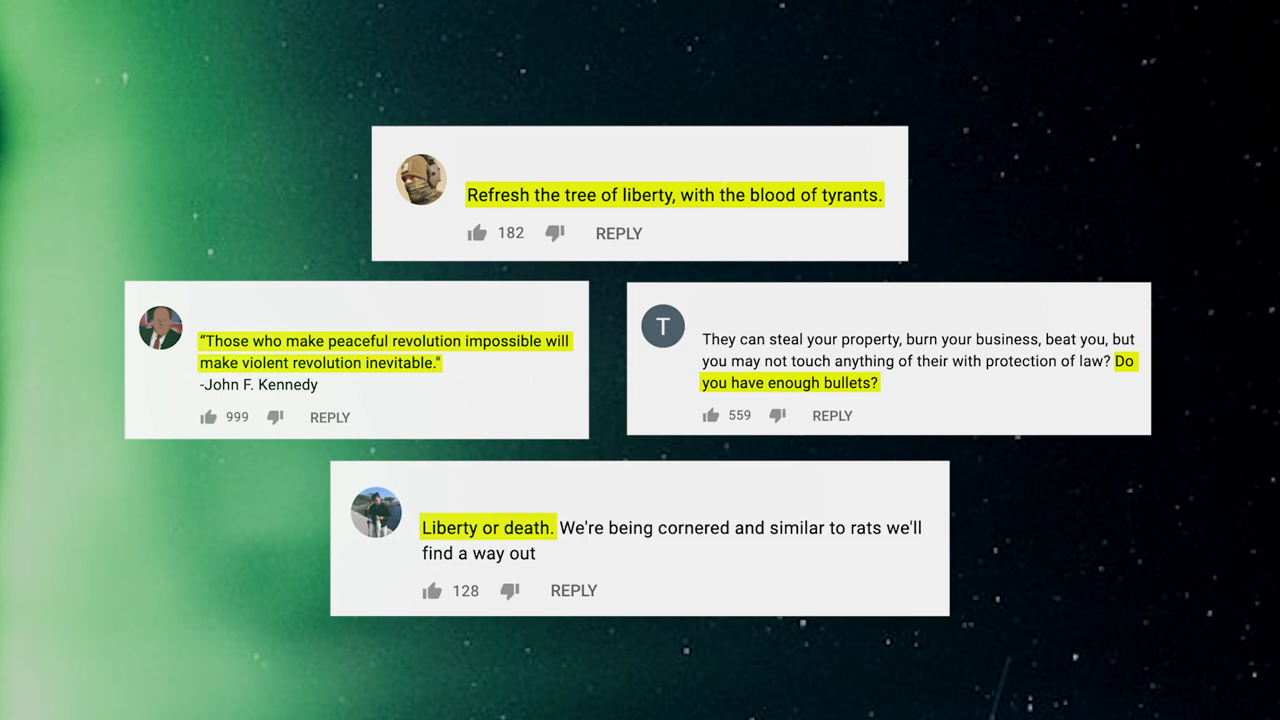 Refresh the tree of liberty, with the blood of tyrants.
182 REPLY
“Those who make peaceful revolution impossible will
make violent revolution inevitable."
-John F. Kennedy
999 REPLY
T
They can steal your property, burn your business, beat you, but
you may not touch anything of their with protection of law? Do
you have enough bullets?
559 REPLY
Liberty or death. We're being cornered and similar to rats we'll
find a way out
128 REPLY